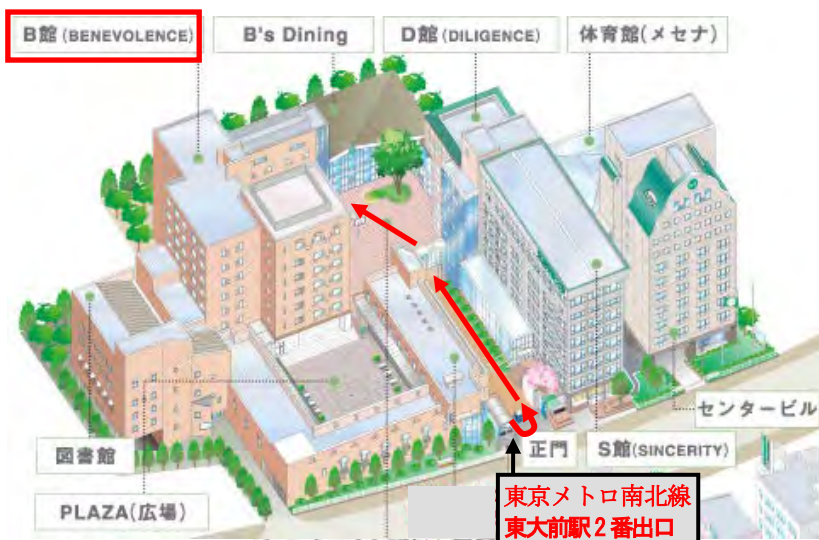 B館(BENEVOLENCE)
B's Dining
D館(DILIGENCE)
体育館(メセナ)
センタービル
図書館
正門
S館(SINCERITY)
PLAZA(広場)
東京メトロ南北線
東大前駅2番出口